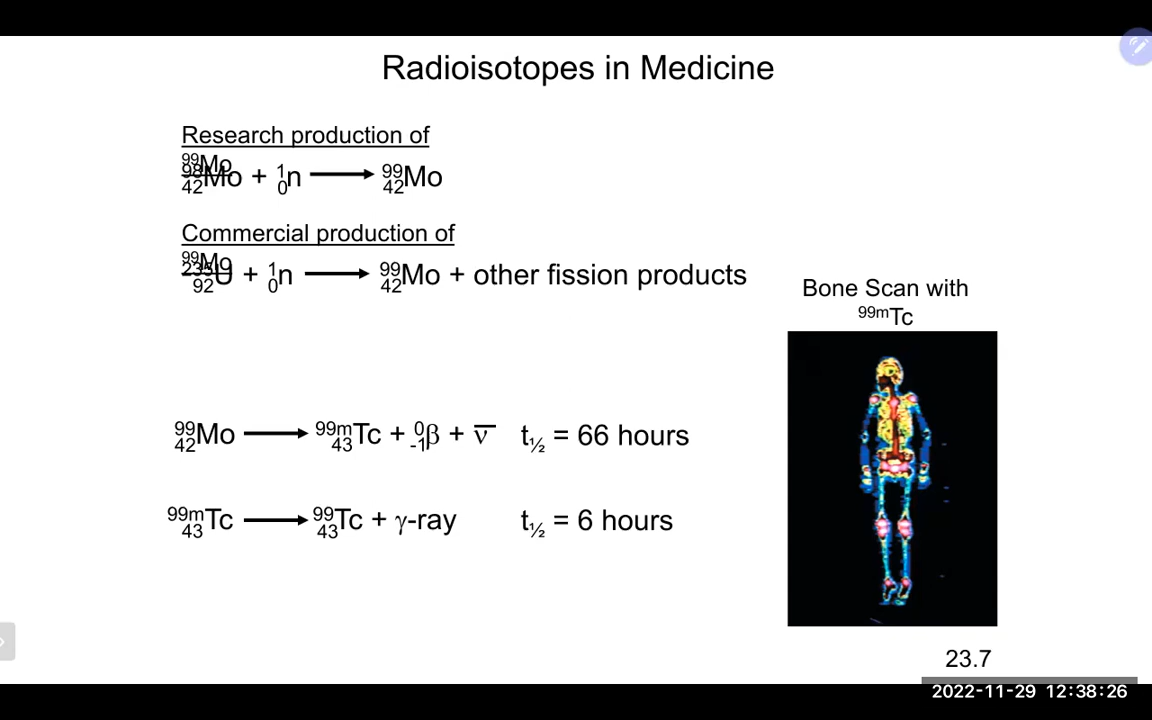 Radioisotopes in Medicine
Research production of
⁹⁹Mo
⁹⁸₄₂Mo + ¹₀n ⟶ ⁹⁹₄₂Mo
Commercial production of
⁹⁹Mo
²³⁵₉₂U + ¹₀n ⟶ ⁹⁹₄₂Mo + other fission products
Bone Scan with
⁹⁹ᵐTc
⁹⁹₄₂Mo ⟶ ⁹⁹ᵐ₄₃Tc + ⁰₋₁β + ν̅ t½ = 66 hours
⁹⁹ᵐ₄₃Tc ⟶ ⁹⁹₄₃Tc + γ-ray t½ = 6 hours
23.7
2022-11-29 12:38:26